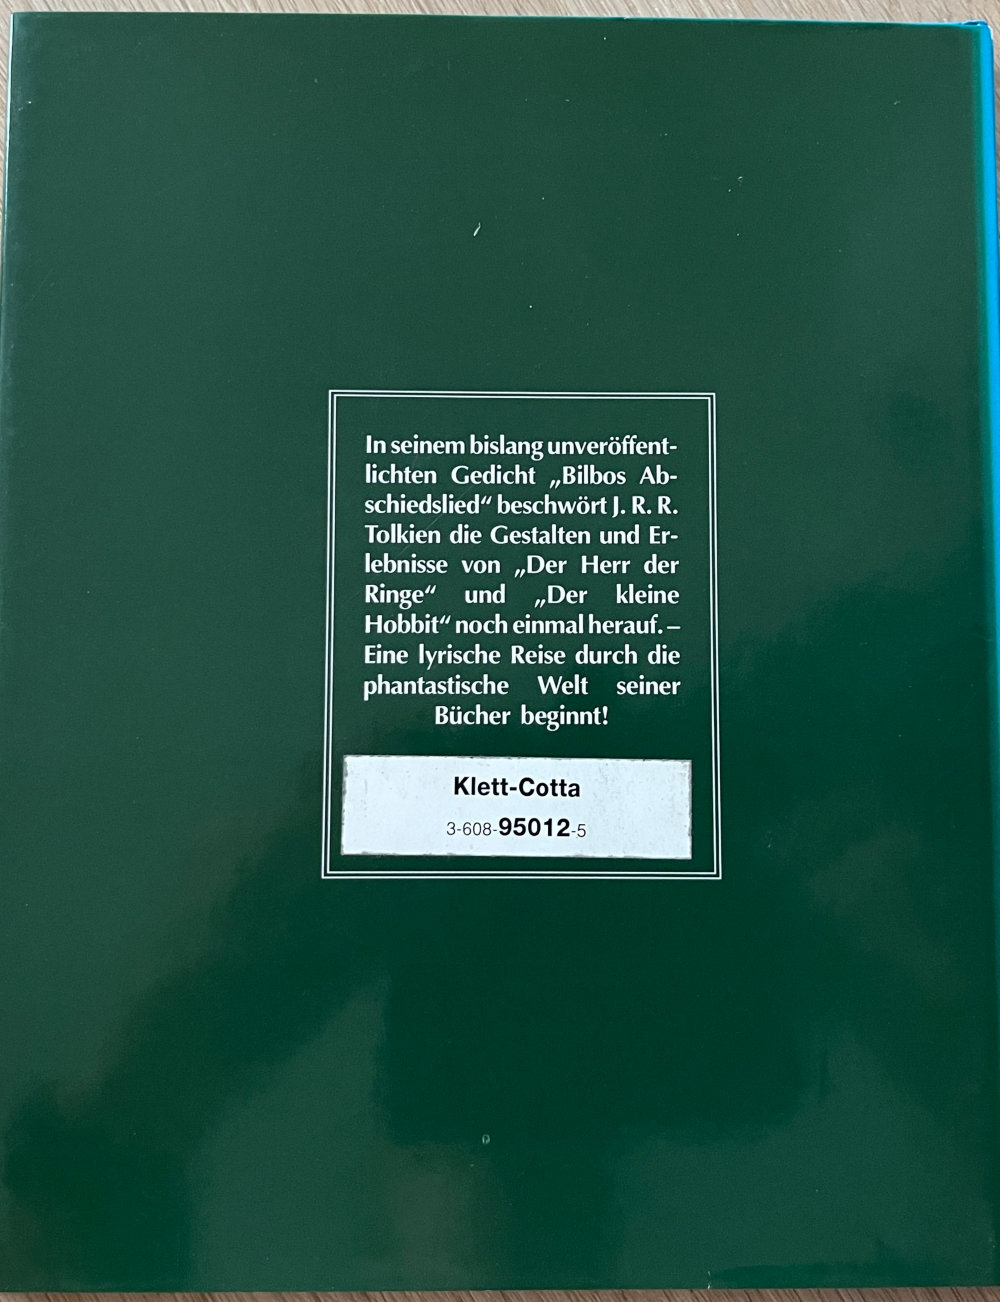 In seinem bislang unveröffent-
lichten Gedicht „Bilbos Ab-
schiedslied“ beschwört J. R. R.
Tolkien die Gestalten und Er-
lebnisse von „Der Herr der
Ringe“ und „Der kleine
Hobbit“ noch einmal herauf. –
Eine lyrische Reise durch die
phantastische Welt seiner
Bücher beginnt!
Klett-Cotta
3-608-95012-5